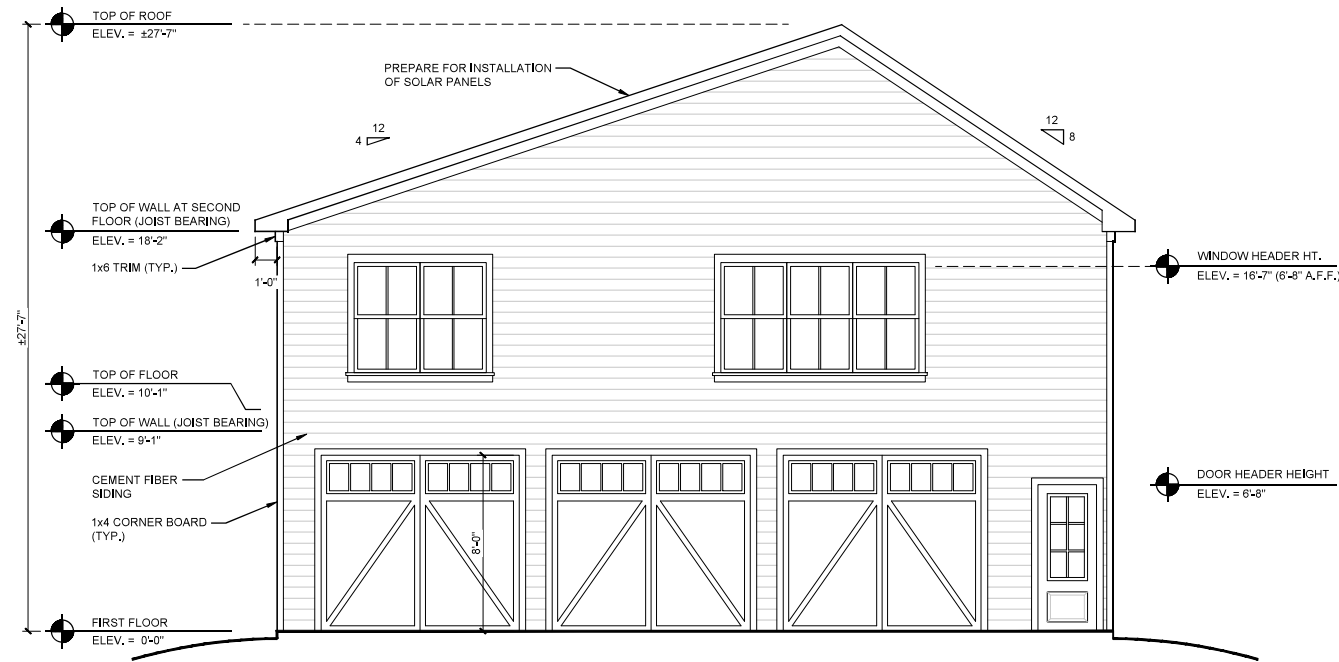 TOP OF ROOF
ELEV. = ±27'-7"
PREPARE FOR INSTALLATION
OF SOLAR PANELS
12
4
12
8
TOP OF WALL AT SECOND
FLOOR (JOIST BEARING)
ELEV. = 18'-2"
1x6 TRIM (TYP.)
1'-0"
WINDOW HEADER HT.
ELEV. = 16'-7" (6'-8" A.F.F.)
±27'-7"
TOP OF FLOOR
ELEV. = 10'-1"
TOP OF WALL (JOIST BEARING)
ELEV. = 9'-1"
CEMENT FIBER
SIDING
DOOR HEADER HEIGHT
ELEV. = 6'-8"
1x4 CORNER BOARD
(TYP.)
8'-0"
FIRST FLOOR
ELEV. = 0'-0"